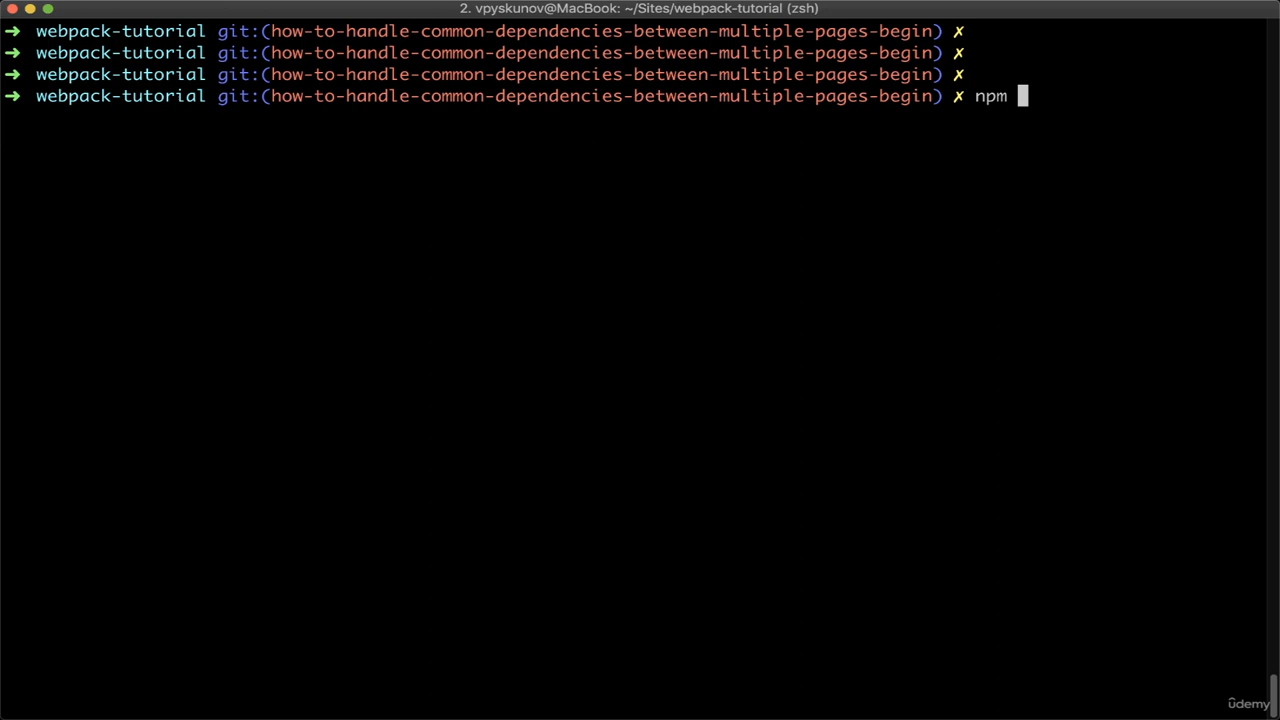 2. vpyskunov@MacBook: ~/Sites/webpack-tutorial (zsh)
➜ webpack-tutorial git:(how-to-handle-common-dependencies-between-multiple-pages-begin) ✗
➜ webpack-tutorial git:(how-to-handle-common-dependencies-between-multiple-pages-begin) ✗
➜ webpack-tutorial git:(how-to-handle-common-dependencies-between-multiple-pages-begin) ✗
➜ webpack-tutorial git:(how-to-handle-common-dependencies-between-multiple-pages-begin) ✗ npm
ûdemy